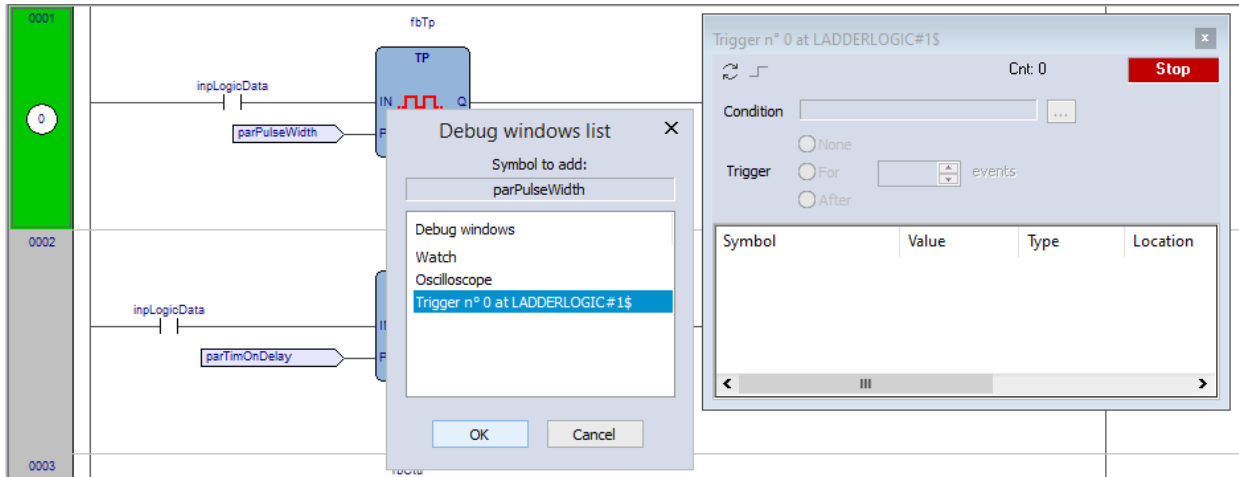 0001
fbTp
TP
inpLogicData
IN
Q
0
parPulseWidth
P
0002
inpLogicData
parTimOnDelay
P
0003
Debug windows list
Symbol to add:
parPulseWidth
Debug windows
Watch
Oscilloscope
Trigger n° 0 at LADDERLOGIC#1$
OK
Cancel
Trigger n° 0 at LADDERLOGIC#1$
x
Cnt: 0
Stop
Condition
...
None
Trigger
For
events
After
Symbol
Value
Type
Location